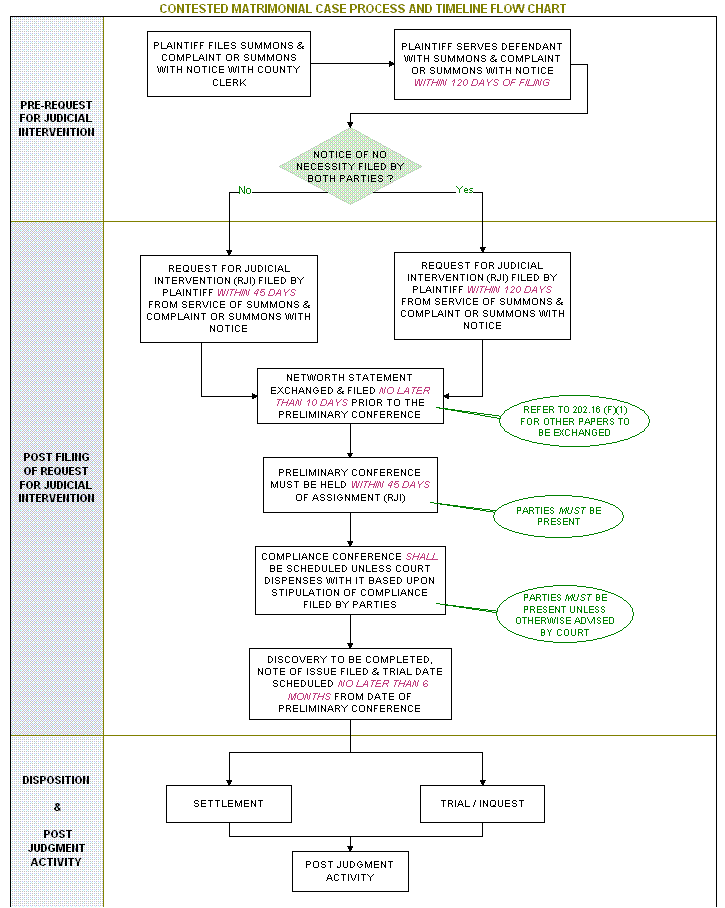 CONTESTED MATRIMONIAL CASE PROCESS AND TIMELINE FLOW CHART
PRE-REQUEST
FOR JUDICIAL
INTERVENTION
PLAINTIFF FILES SUMMONS &
COMPLAINT OR SUMMONS
WITH NOTICE WITH COUNTY
CLERK
PLAINTIFF SERVES DEFENDANT
WITH SUMMONS & COMPLAINT
OR SUMMONS WITH NOTICE
WITHIN 120 DAYS OF FILING
NOTICE OF NO
NECESSITY FILED BY
BOTH PARTIES ?
No
Yes
POST FILING
OF REQUEST
FOR JUDICIAL
INTERVENTION
REQUEST FOR JUDICIAL
INTERVENTION (RJI) FILED BY
PLAINTIFF WITHIN 45 DAYS
FROM SERVICE OF SUMMONS &
COMPLAINT OR SUMMONS WITH
NOTICE
REQUEST FOR JUDICIAL
INTERVENTION (RJI) FILED BY
PLAINTIFF WITHIN 120 DAYS
FROM SERVICE OF SUMMONS &
COMPLAINT OR SUMMONS WITH
NOTICE
NETWORTH STATEMENT
EXCHANGED & FILED NO LATER
THAN 10 DAYS PRIOR TO THE
PRELIMINARY CONFERENCE
REFER TO 202.16 (F)(1)
FOR OTHER PAPERS TO
BE EXCHANGED
PRELIMINARY CONFERENCE
MUST BE HELD WITHIN 45 DAYS
OF ASSIGNMENT (RJI)
PARTIES MUST BE
PRESENT
COMPLIANCE CONFERENCE SHALL
BE SCHEDULED UNLESS COURT
DISPENSES WITH IT BASED UPON
STIPULATION OF COMPLIANCE
FILED BY PARTIES
PARTIES MUST BE
PRESENT UNLESS
OTHERWISE ADVISED
BY COURT
DISCOVERY TO BE COMPLETED,
NOTE OF ISSUE FILED & TRIAL DATE
SCHEDULED NO LATER THAN 6
MONTHS FROM DATE OF
PRELIMINARY CONFERENCE
DISPOSITION
&
POST
JUDGMENT
ACTIVITY
SETTLEMENT
TRIAL / INQUEST
POST JUDGMENT
ACTIVITY